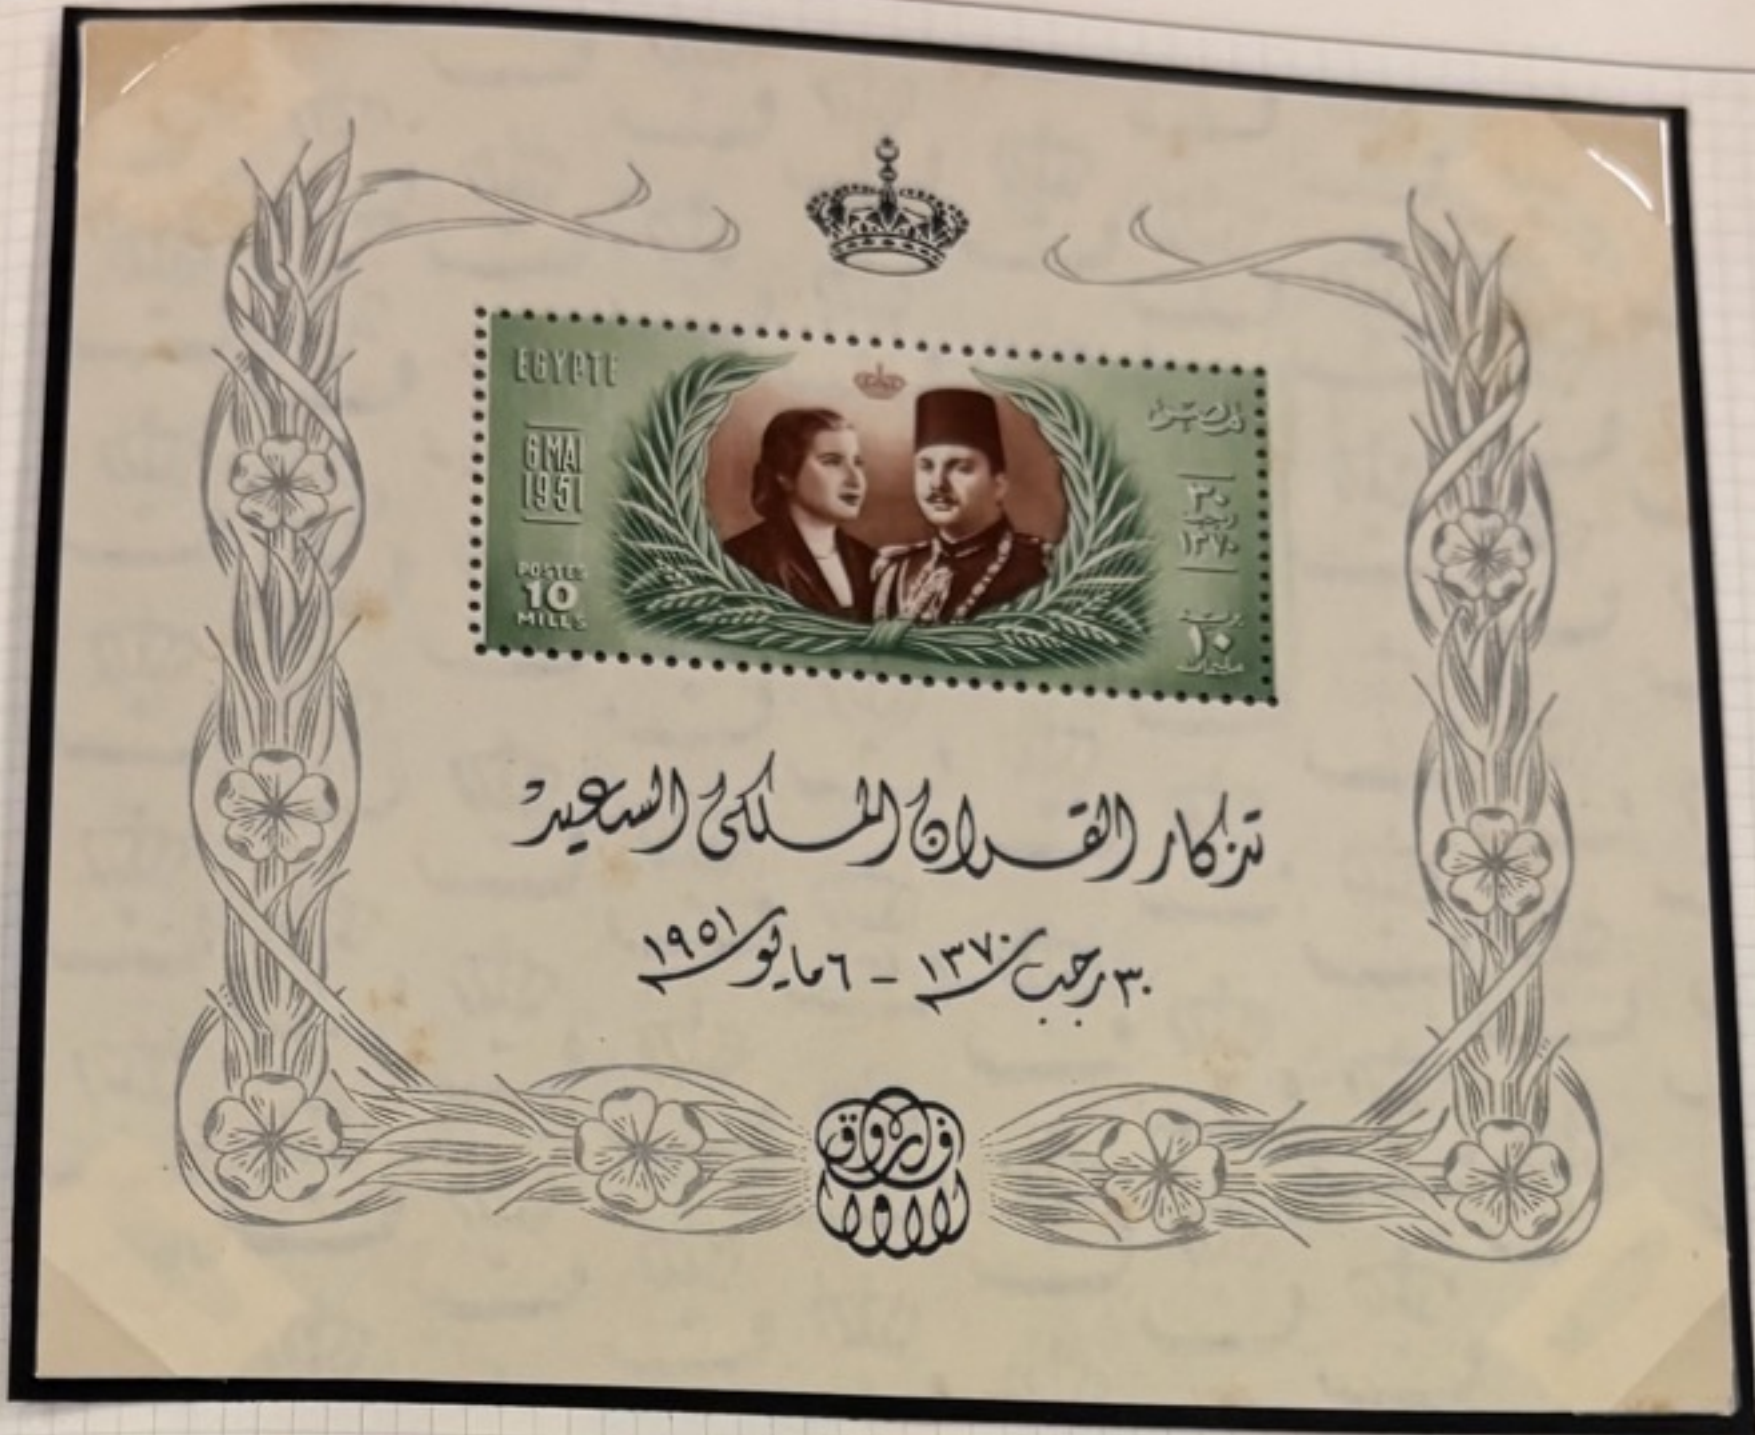 EGYPTE
6 MAI
1951
POSTES
10
MILLS
مصر
٣٠
رجب
١٣٧٠
بريد
١٠
مليمات
تذكار القران الملكى السعيد
٣٠ رجب ١٣٧٠ - ٦ مايو ١٩٥١
فاروق